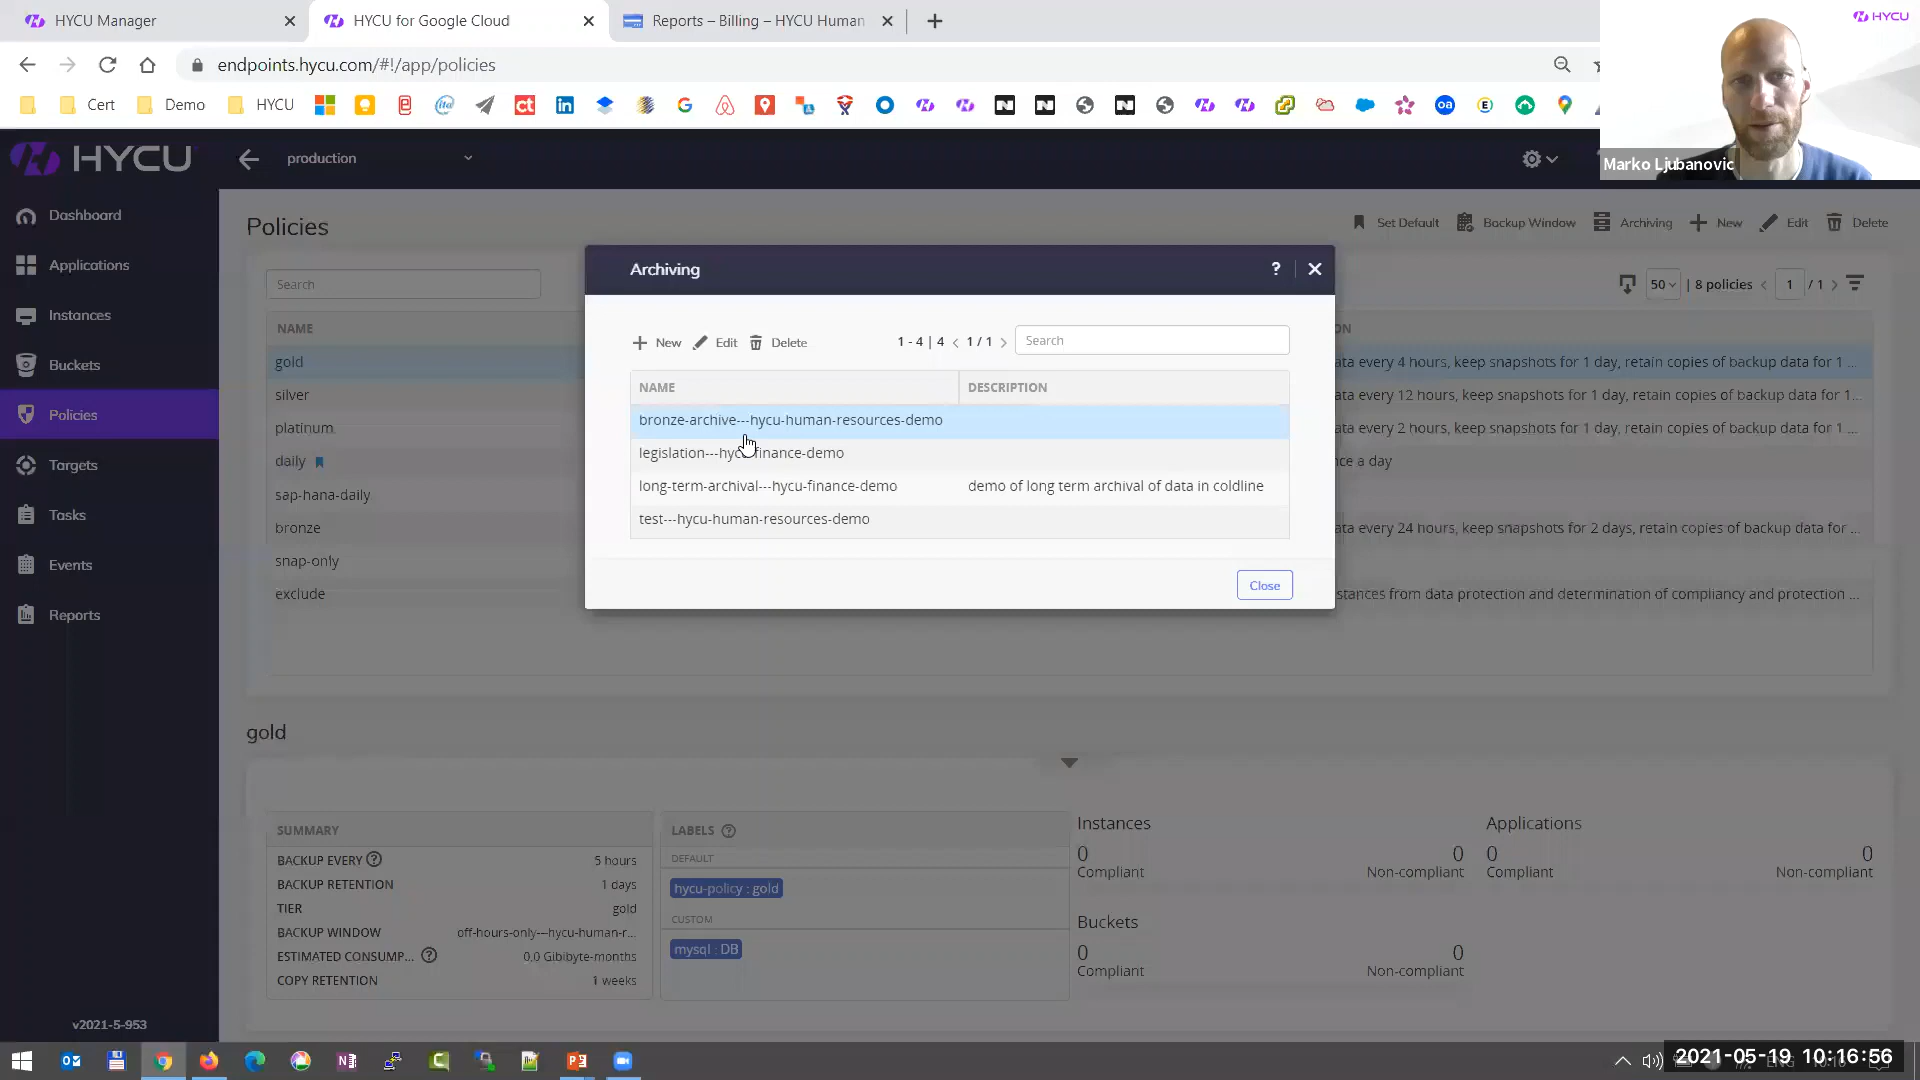 HYCU Manager
HYCU for Google Cloud
Reports – Billing – HYCU Human
endpoints.hycu.com/#!/app/policies
Cert
Demo
HYCU
HYCU
Marko Ljubanovic
HYCU
production
Dashboard
Applications
Instances
Buckets
Policies
Targets
Tasks
Events
Reports
v2021-5-953
Policies
Set Default
Backup Window
Archiving
New
Edit
Delete
Search
50
| 8 policies
1
/ 1
NAME
gold
silver
platinum
daily
sap-hana-daily
bronze
snap-only
exclude
ON
ata every 4 hours, keep snapshots for 1 day, retain copies of backup data for 1 ...
ata every 12 hours, keep snapshots for 1 day, retain copies of backup data for 1...
ata every 2 hours, keep snapshots for 1 day, retain copies of backup data for 1 ...
nce a day
ata every 24 hours, keep snapshots for 2 days, retain copies of backup data for ...
stances from data protection and determination of compliancy and protection ...
Archiving
?
New
Edit
Delete
1 - 4 | 4
1 / 1
Search
NAME
DESCRIPTION
bronze-archive---hycu-human-resources-demo
legislation---hycu-finance-demo
long-term-archival---hycu-finance-demo
demo of long term archival of data in coldline
test---hycu-human-resources-demo
Close
gold
SUMMARY
BACKUP EVERY
5 hours
BACKUP RETENTION
1 days
TIER
gold
BACKUP WINDOW
off-hours-only---hycu-human-r...
ESTIMATED CONSUMP...
0.0 Gibibyte-months
COPY RETENTION
1 weeks
LABELS
DEFAULT
hycu-policy : gold
CUSTOM
mysql : DB
Instances
0
Compliant
0
Non-compliant
Applications
0
Compliant
0
Non-compliant
Buckets
0
Compliant
0
Non-compliant
2021-05-19 10:16:56